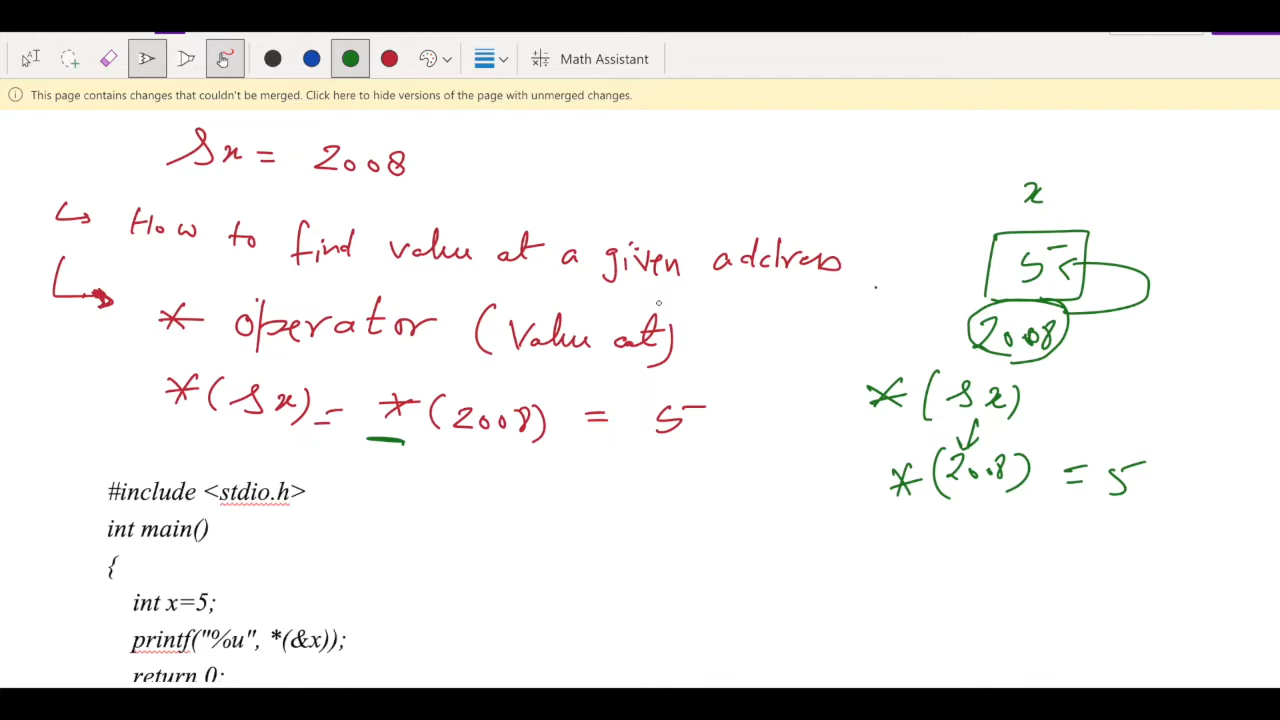 Math Assistant
This page contains changes that couldn't be merged. Click here to hide versions of the page with unmerged changes.
&x = 2008
↳ How to find value at a given address
* operator (Value at)
*(&x) = *(2008) = 5
#include <stdio.h>
int main()
{
int x=5;
printf("%u", *(&x));
return 0;
x
5
2008
*(&x)
*(2008) = 5